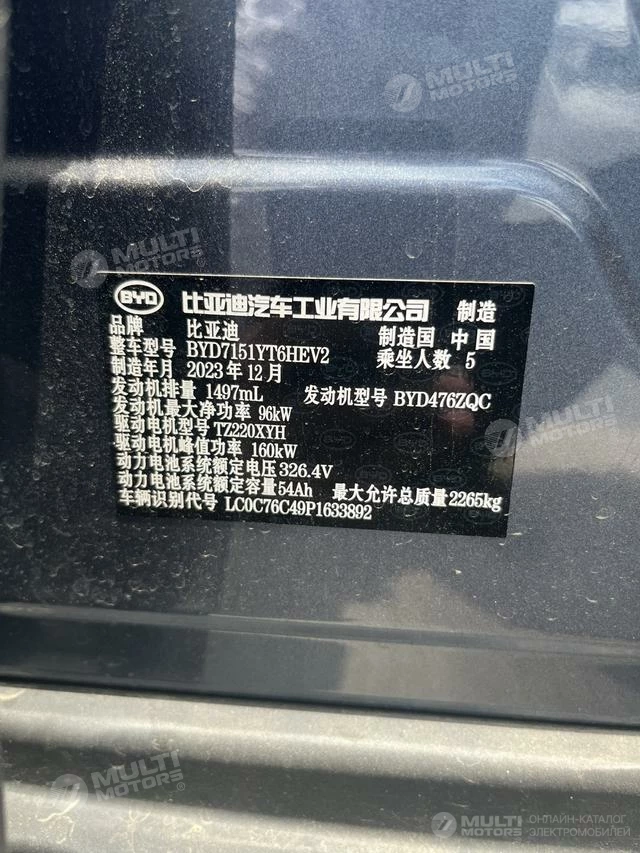 MULTI MOTORS
MULTI MOTORS
BYD 比亚迪汽车工业有限公司 制造
品牌 比亚迪 制造国 中国
整车型号 BYD7151YT6HEV2 乘坐人数 5
制造年月 2023年12月
发动机排量 1497mL 发动机型号 BYD476ZQC
发动机最大净功率 96kW
驱动电机型号 TZ220XYH
驱动电机峰值功率 160kW
动力电池系统额定电压 326.4V
动力电池系统额定容量 54Ah 最大允许总质量 2265kg
车辆识别代号 LC0C76C49P1633892
MULTI MOTORS
MULTI MOTORS ОНЛАЙН-КАТАЛОГ ЭЛЕКТРОМОБИЛЕЙ